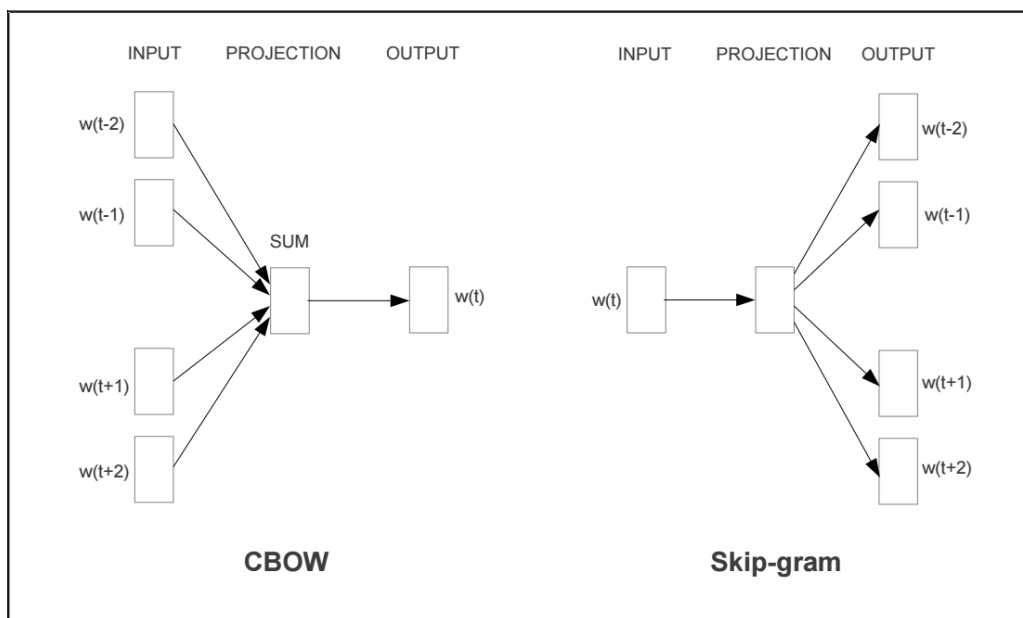 INPUT PROJECTION OUTPUT
w(t-2)
w(t-1)
SUM
w(t)
w(t+1)
w(t+2)
CBOW
INPUT PROJECTION OUTPUT
w(t-2)
w(t-1)
w(t)
w(t+1)
w(t+2)
Skip-gram